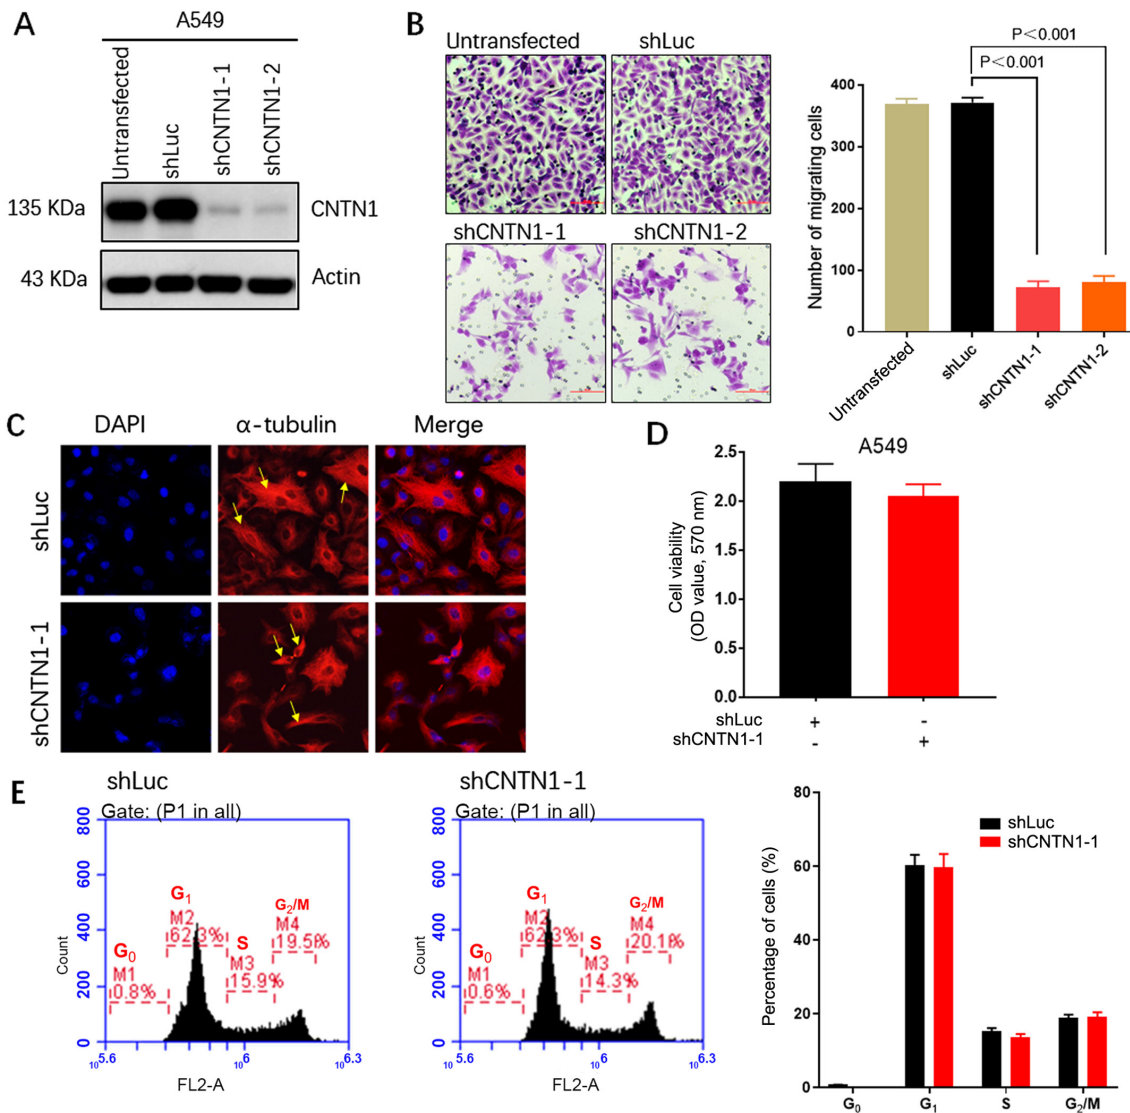 A
A549
Untransfected
shLuc
shCNTN1-1
shCNTN1-2
135 KDa
CNTN1
43 KDa
Actin
B
Untransfected
shLuc
shCNTN1-1
shCNTN1-2
P<0.001
P<0.001
Number of migrating cells
400
300
200
100
0
Untransfected
shLuc
shCNTN1-1
shCNTN1-2
C
DAPI
α-tubulin
Merge
shLuc
shCNTN1-1
D
A549
Cell viability
(OD value, 570 nm)
2.5
2.0
1.5
1.0
0.5
0.0
shLuc + -
shCNTN1-1 - +
E
shLuc
Gate: (P1 in all)
Count
800
600
400
200
0
G0
M1
0.8%
G1
M2
62.3%
S
M3
15.9%
G2/M
M4
19.5%
10 5.6
10 6
10 6.3
FL2-A
shCNTN1-1
Gate: (P1 in all)
Count
800
600
400
200
0
G0
M1
0.6%
G1
M2
62.3%
S
M3
14.3%
G2/M
M4
20.1%
10 5.6
10 6
10 6.3
FL2-A
Percentage of cells (%)
80
60
40
20
0
shLuc
shCNTN1-1
G0
G1
S
G2/M